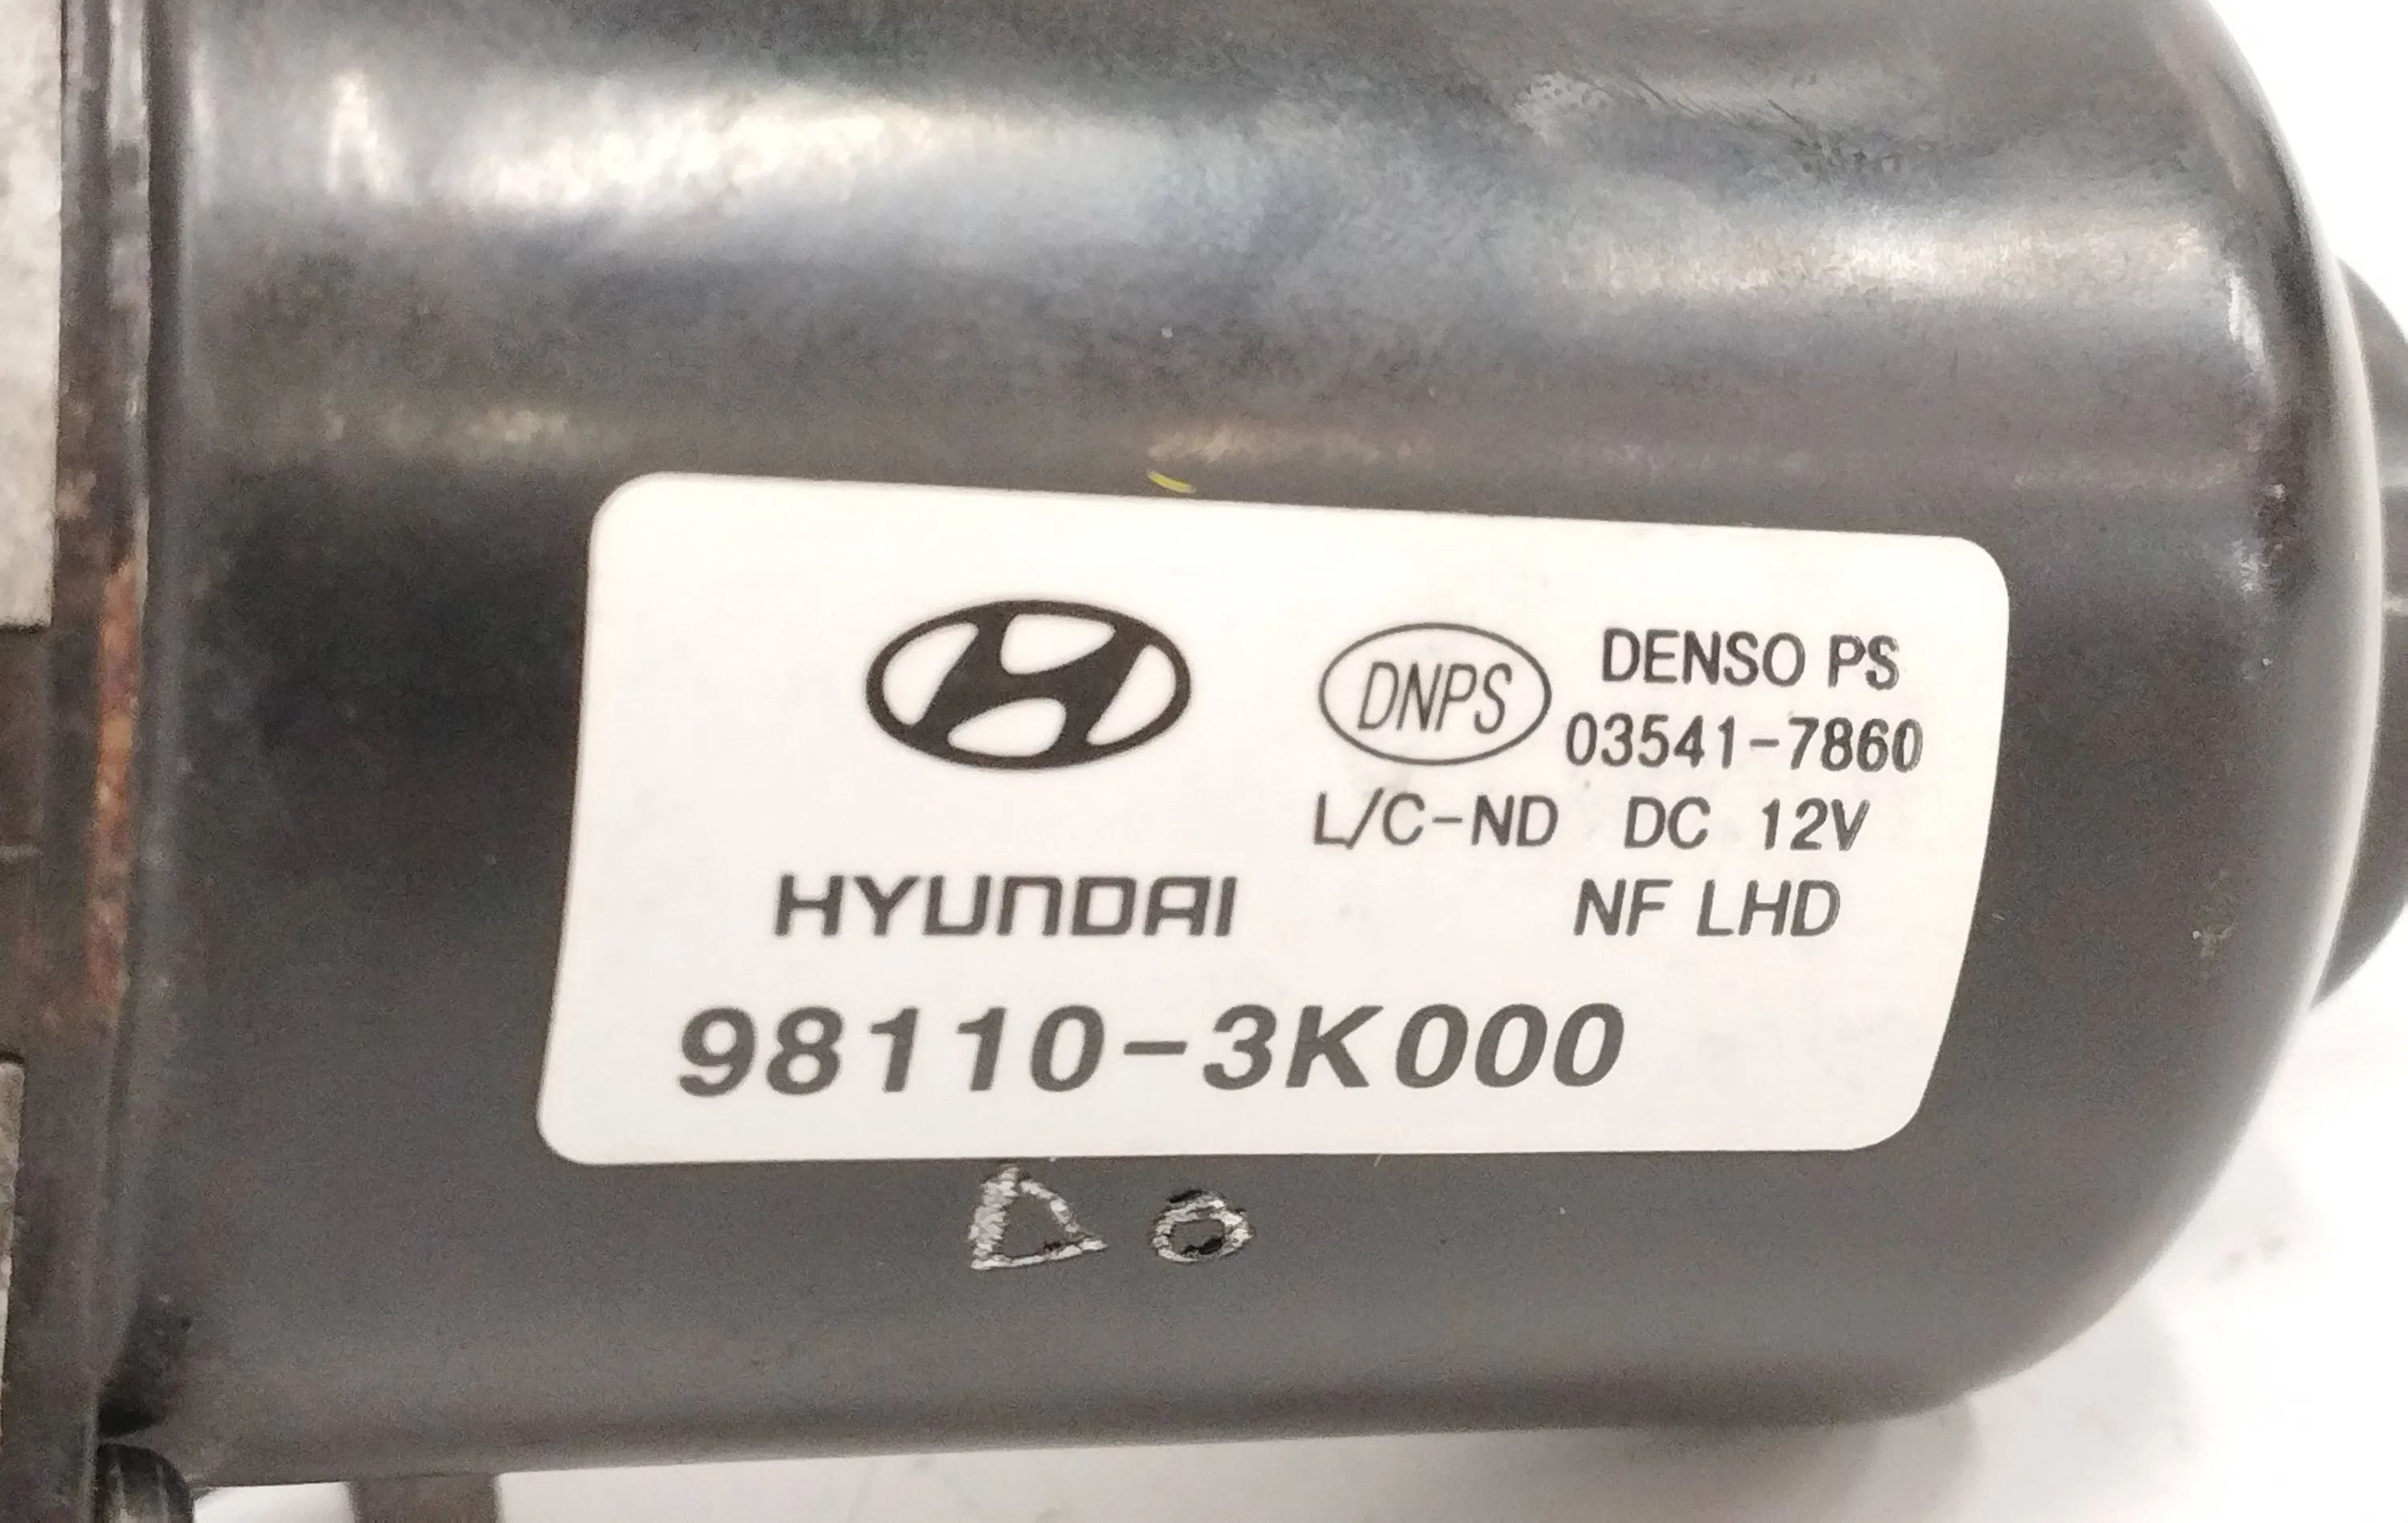 DNPS
DENSO PS
03541-7860
L/C-ND DC 12V
HYUNDAI
NF LHD
98110-3K000
D O